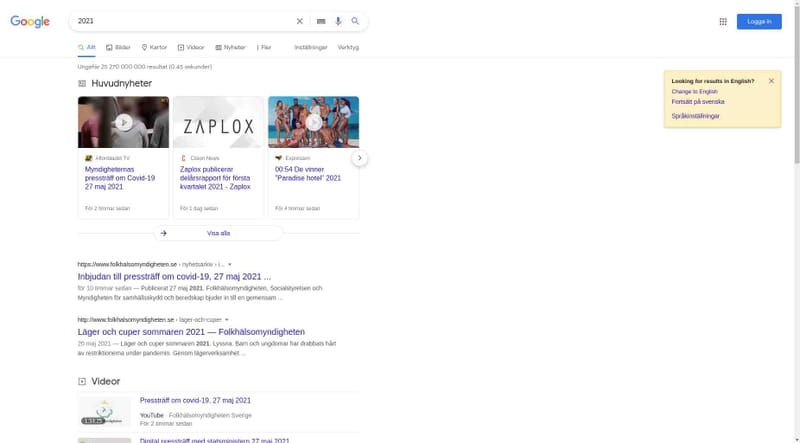 Google
2021
Logga in
Allt
Bilder
Kartor
Videor
Nyheter
Fler
Inställningar
Verktyg
Ungefär 25 270 000 000 resultat (0,45 sekunder)
Looking for results in English?
Change to English
Fortsätt på svenska
Språkinställningar
Huvudnyheter
ZAPLOX
Aftonbladet TV
Myndigheternas
pressträff om Covid-19
27 maj 2021
För 2 timmar sedan
Cision News
Zaplox publicerar
delårsrapport för första
kvartalet 2021 - Zaplox
För 1 dag sedan
Expressen
00:54 De vinner
"Paradise hotel" 2021
För 4 timmar sedan
Visa alla
https://www.folkhalsomyndigheten.se › nyhetsarkiv › i...
Inbjudan till pressträff om covid-19, 27 maj 2021 ...
för 10 timmar sedan — Publicerat 27 maj 2021. Folkhälsomyndigheten, Socialstyrelsen och
Myndigheten för samhällsskydd och beredskap bjuder in till en gemensam ...
http://www.folkhalsomyndigheten.se › lager-och-cuper
Läger och cuper sommaren 2021 — Folkhälsomyndigheten
20 maj 2021 — Läger och cuper sommaren 2021. Lyssna. Barn och ungdomar har drabbats hårt
av restriktionerna under pandemin. Genom lägerverksamhet ...
Videor
Pressträff om covid-19, 27 maj 2021
YouTube · Folkhälsomyndigheten Sverige
För 2 timmar sedan
Digital pressträff med statsministern 27 maj 2021